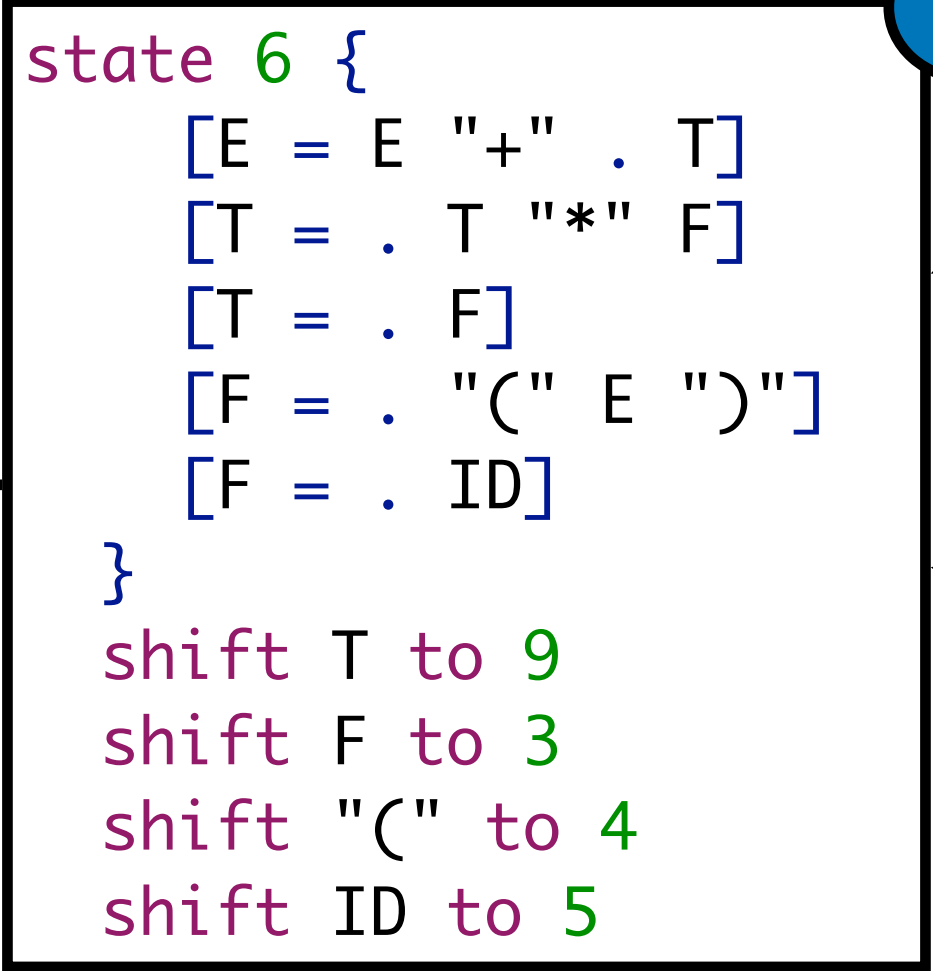 state 6 {
[E = E "+" . T]
[T = . T "*" F]
[T = . F]
[F = . "(" E ")"]
[F = . ID]
}
shift T to 9
shift F to 3
shift "(" to 4
shift ID to 5